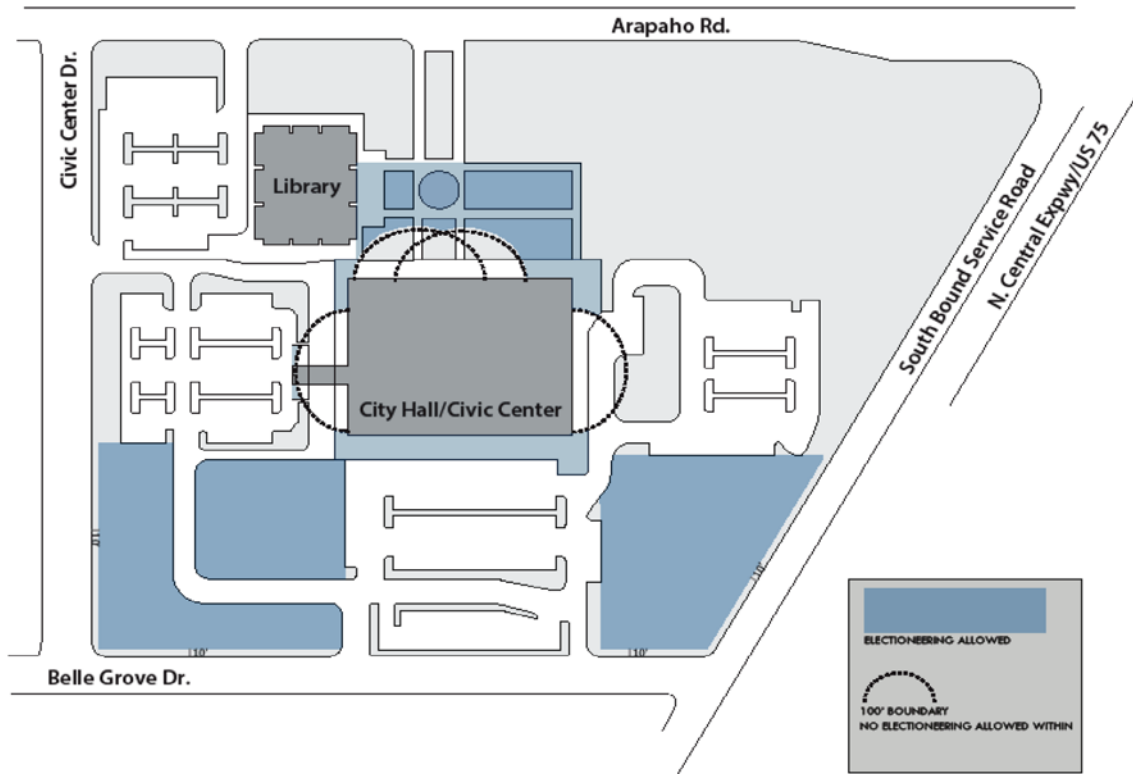 Arapaho Rd.
Civic Center Dr.
Library
South Bound Service Road
N. Central Expwy/US 75
City Hall/Civic Center
10'
10'
10'
10'
Belle Grove Dr.
ELECTIONEERING ALLOWED
100' BOUNDARY
NO ELECTIONEERING ALLOWED WITHIN